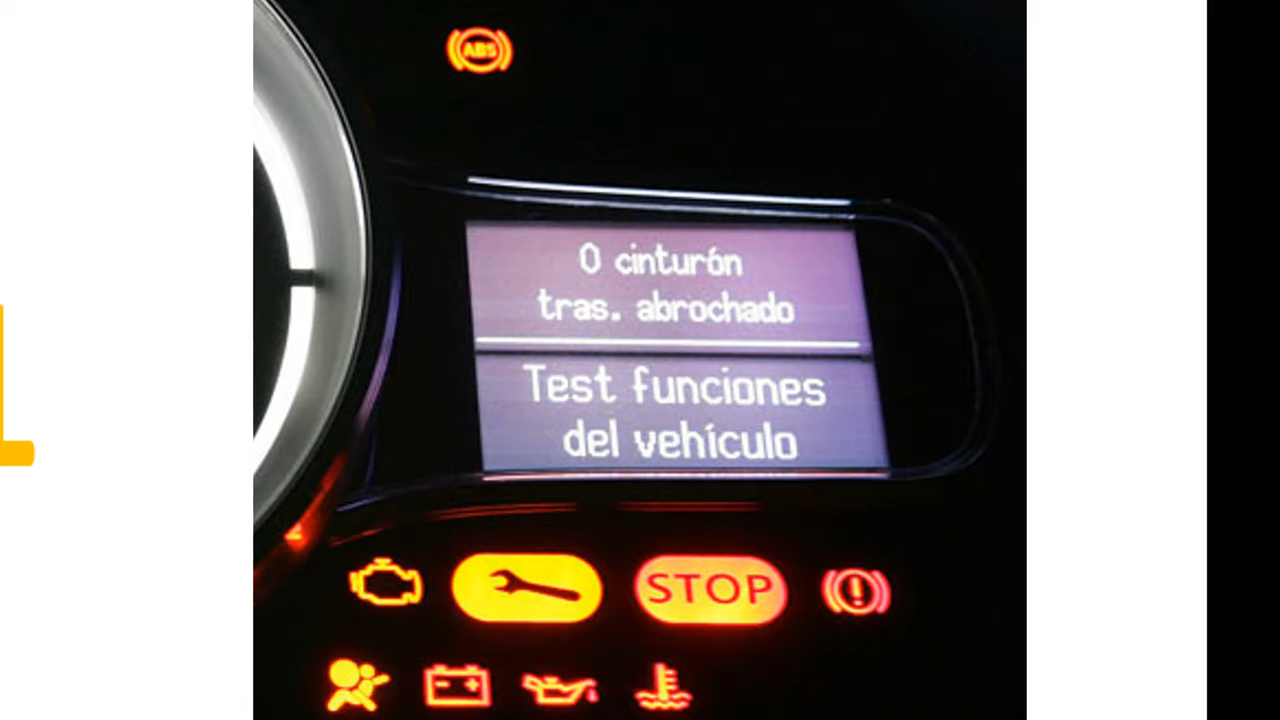 ABS
0 cinturón
tras. abrochado
Test funciones
del vehículo
STOP